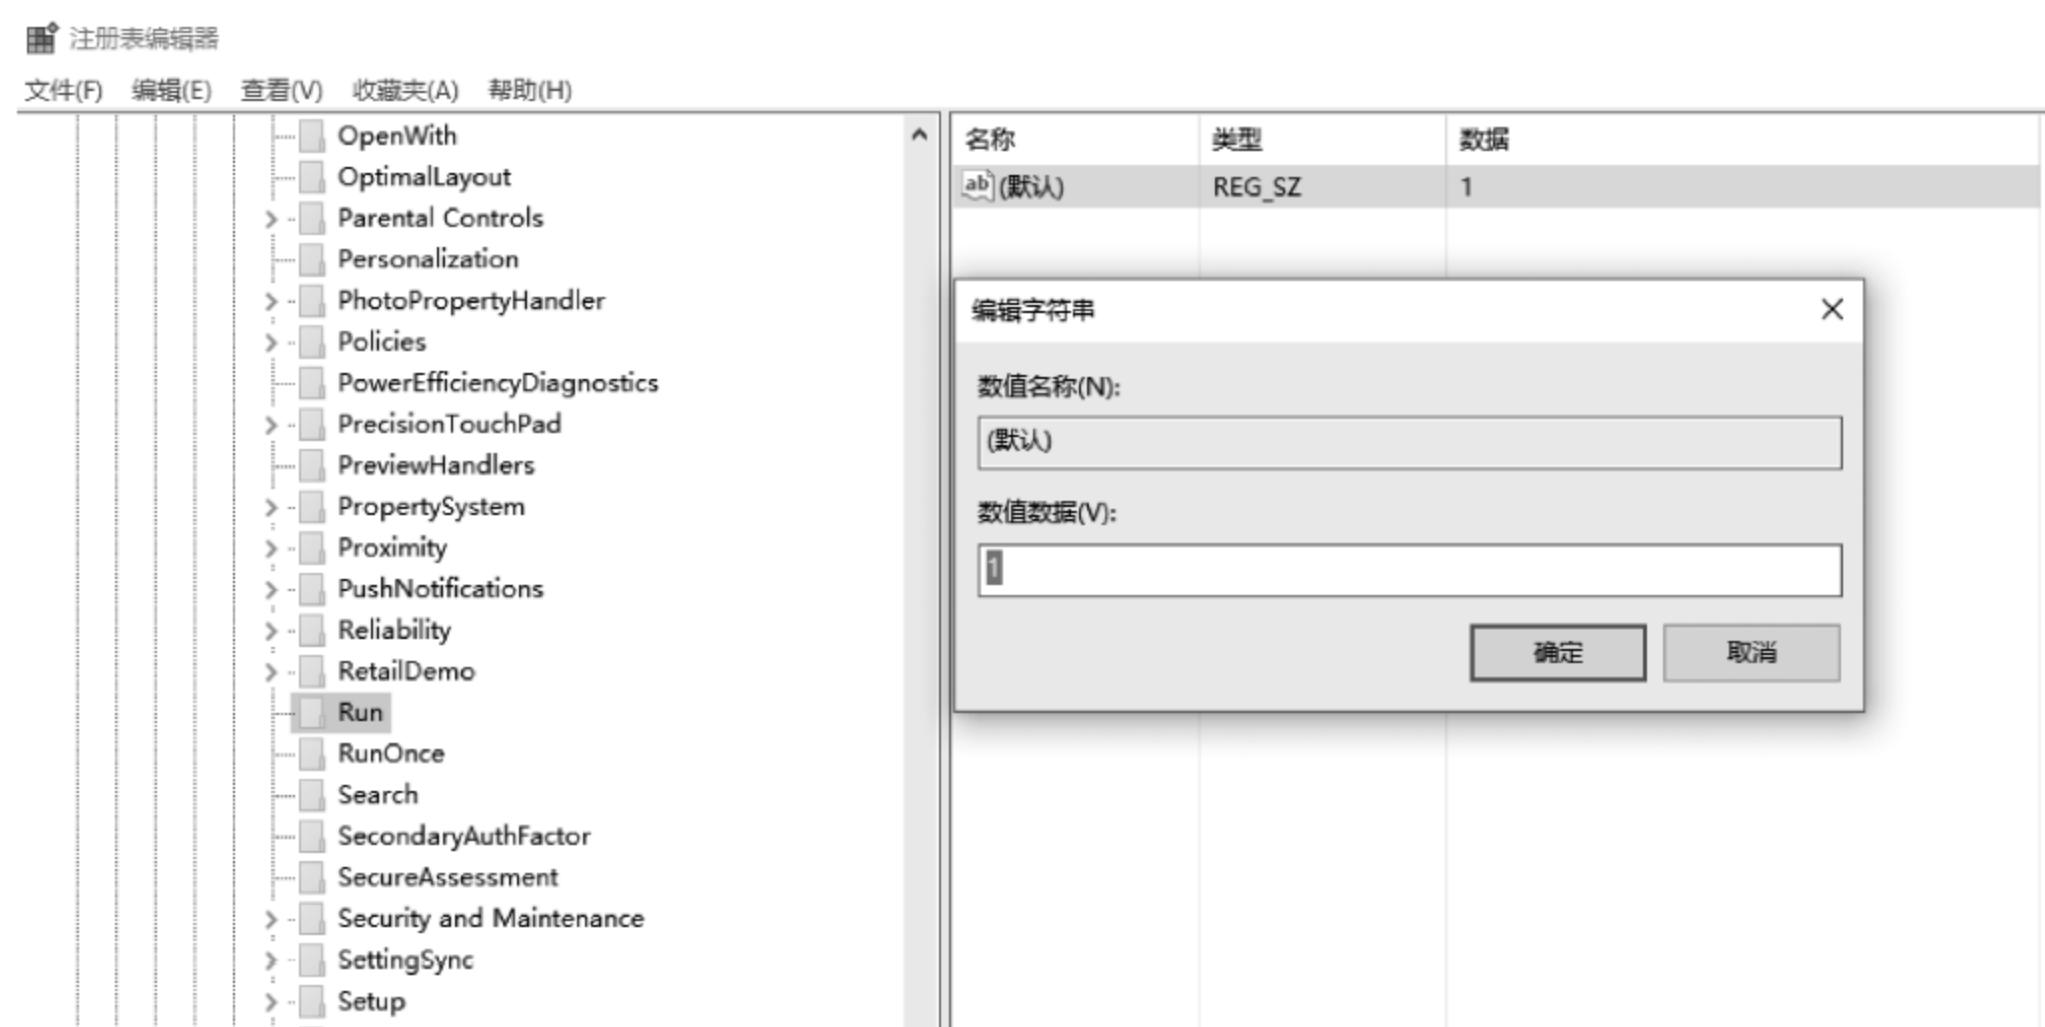 注册表编辑器
文件(F) 编辑(E) 查看(V) 收藏夹(A) 帮助(H)
OpenWith
OptimalLayout
Parental Controls
Personalization
PhotoPropertyHandler
Policies
PowerEfficiencyDiagnostics
PrecisionTouchPad
PreviewHandlers
PropertySystem
Proximity
PushNotifications
Reliability
RetailDemo
Run
RunOnce
Search
SecondaryAuthFactor
SecureAssessment
Security and Maintenance
SettingSync
Setup
名称 类型 数据
ab (默认) REG_SZ 1
编辑字符串
数值名称(N):
(默认)
数值数据(V):
1
确定 取消